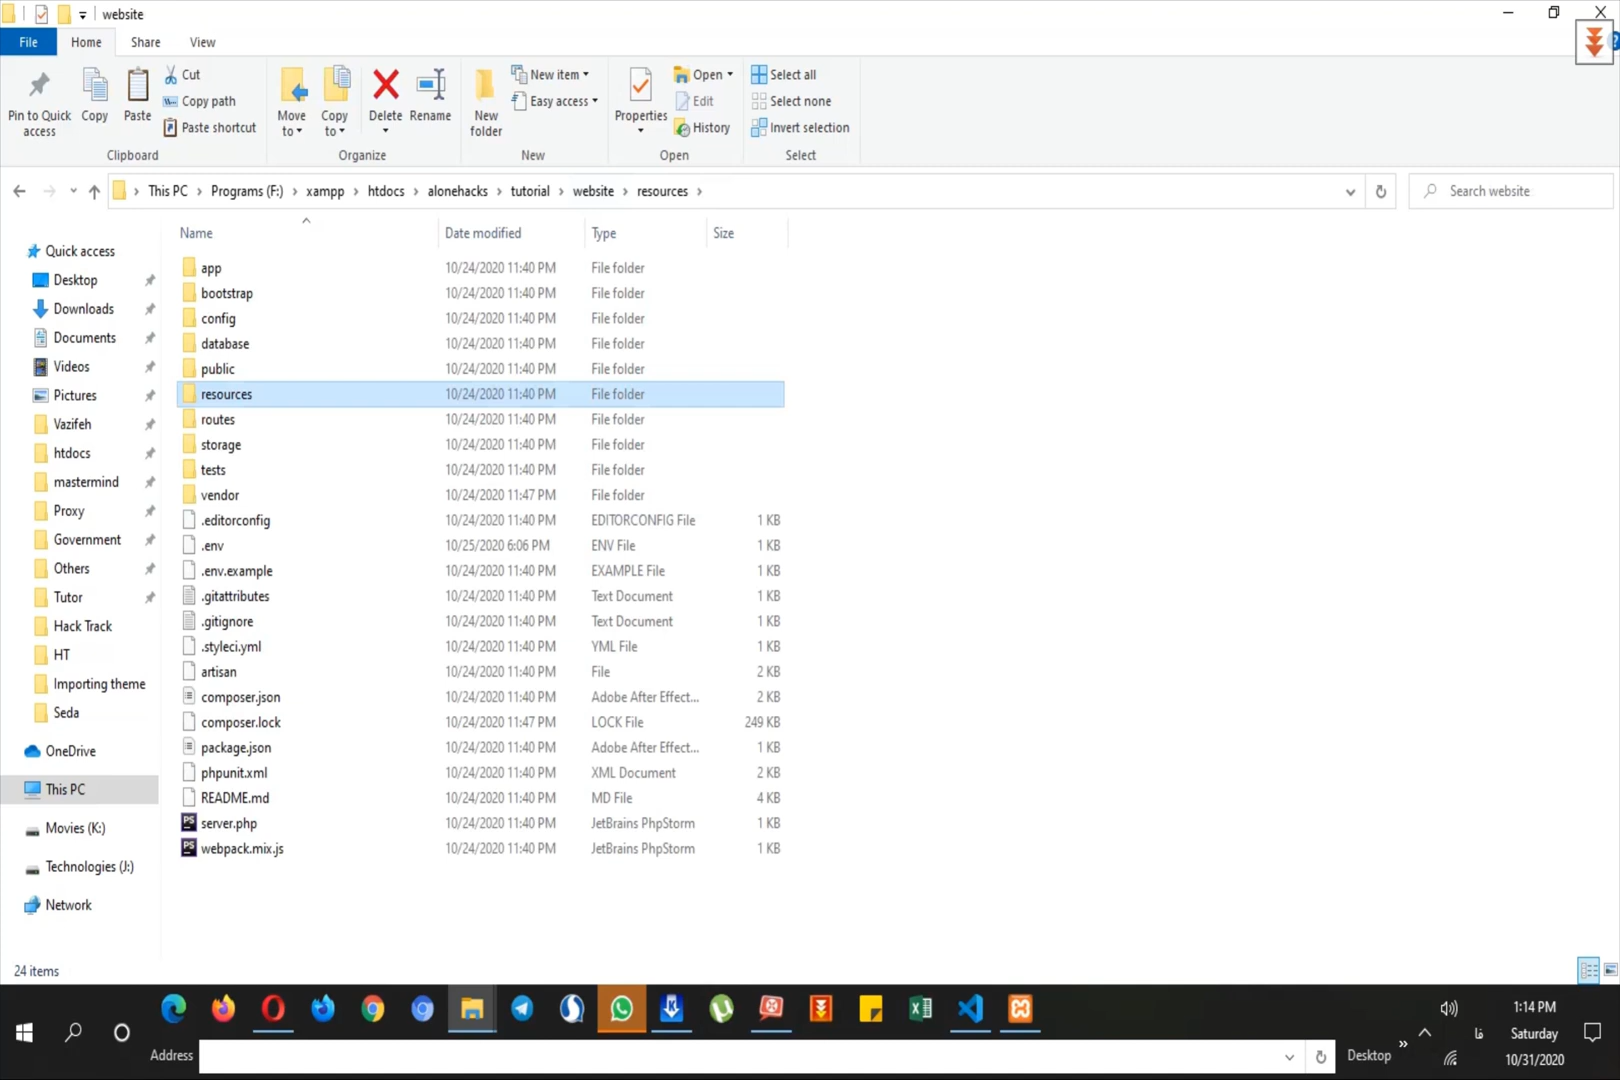 website
File Home Share View
Pin to Quick access
Copy
Paste
Cut
Copy path
Paste shortcut
Clipboard
Move to
Copy to
Delete
Rename
Organize
New folder
New item
Easy access
New
Properties
Open
Edit
History
Open
Select all
Select none
Invert selection
Select
This PC › Programs (F:) › xampp › htdocs › alonehacks › tutorial › website › resources ›
Search website
Name Date modified Type Size
Quick access
Desktop
Downloads
Documents
Videos
Pictures
Vazifeh
htdocs
mastermind
Proxy
Government
Others
Tutor
Hack Track
HT
Importing theme
Seda
OneDrive
This PC
Movies (K:)
Technologies (J:)
Network
app 10/24/2020 11:40 PM File folder
bootstrap 10/24/2020 11:40 PM File folder
config 10/24/2020 11:40 PM File folder
database 10/24/2020 11:40 PM File folder
public 10/24/2020 11:40 PM File folder
resources 10/24/2020 11:40 PM File folder
routes 10/24/2020 11:40 PM File folder
storage 10/24/2020 11:40 PM File folder
tests 10/24/2020 11:40 PM File folder
vendor 10/24/2020 11:47 PM File folder
.editorconfig 10/24/2020 11:40 PM EDITORCONFIG File 1 KB
.env 10/25/2020 6:06 PM ENV File 1 KB
.env.example 10/24/2020 11:40 PM EXAMPLE File 1 KB
.gitattributes 10/24/2020 11:40 PM Text Document 1 KB
.gitignore 10/24/2020 11:40 PM Text Document 1 KB
.styleci.yml 10/24/2020 11:40 PM YML File 1 KB
artisan 10/24/2020 11:40 PM File 2 KB
composer.json 10/24/2020 11:40 PM Adobe After Effect... 2 KB
composer.lock 10/24/2020 11:47 PM LOCK File 249 KB
package.json 10/24/2020 11:40 PM Adobe After Effect... 1 KB
phpunit.xml 10/24/2020 11:40 PM XML Document 2 KB
README.md 10/24/2020 11:40 PM MD File 4 KB
server.php 10/24/2020 11:40 PM JetBrains PhpStorm 1 KB
webpack.mix.js 10/24/2020 11:40 PM JetBrains PhpStorm 1 KB
24 items
Address
Desktop
فا
1:14 PM
Saturday
10/31/2020